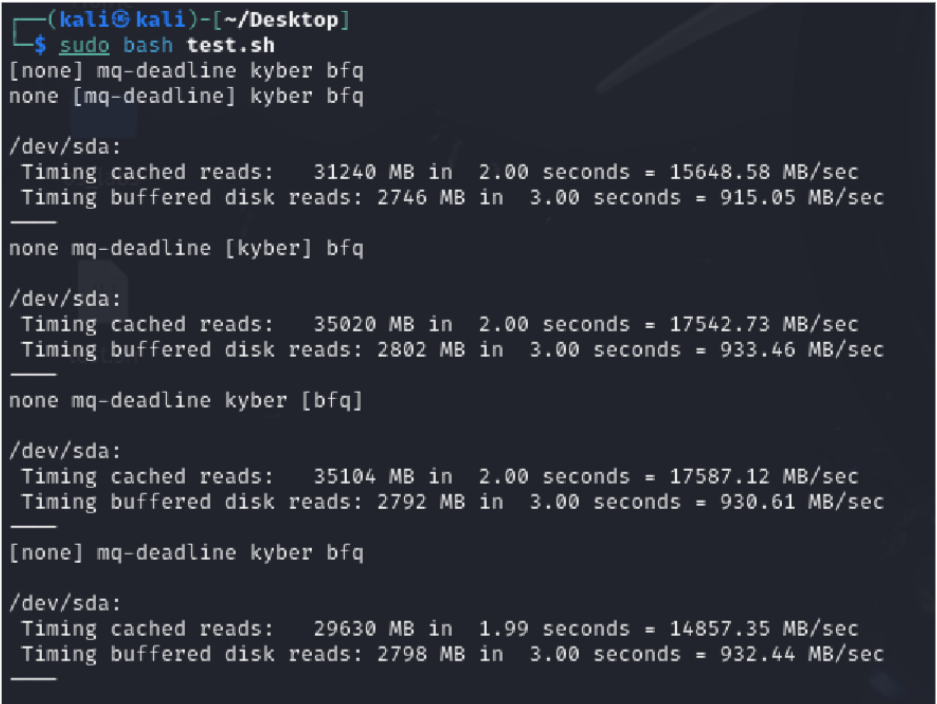 ┌──(kali㉿kali)-[~/Desktop]
└─$ sudo bash test.sh
[none] mq-deadline kyber bfq
none [mq-deadline] kyber bfq

/dev/sda:
 Timing cached reads:   31240 MB in  2.00 seconds = 15648.58 MB/sec
 Timing buffered disk reads: 2746 MB in  3.00 seconds = 915.05 MB/sec
────
none mq-deadline [kyber] bfq

/dev/sda:
 Timing cached reads:   35020 MB in  2.00 seconds = 17542.73 MB/sec
 Timing buffered disk reads: 2802 MB in  3.00 seconds = 933.46 MB/sec
────
none mq-deadline kyber [bfq]

/dev/sda:
 Timing cached reads:   35104 MB in  2.00 seconds = 17587.12 MB/sec
 Timing buffered disk reads: 2792 MB in  3.00 seconds = 930.61 MB/sec
────
[none] mq-deadline kyber bfq

/dev/sda:
 Timing cached reads:   29630 MB in  1.99 seconds = 14857.35 MB/sec
 Timing buffered disk reads: 2798 MB in  3.00 seconds = 932.44 MB/sec
────